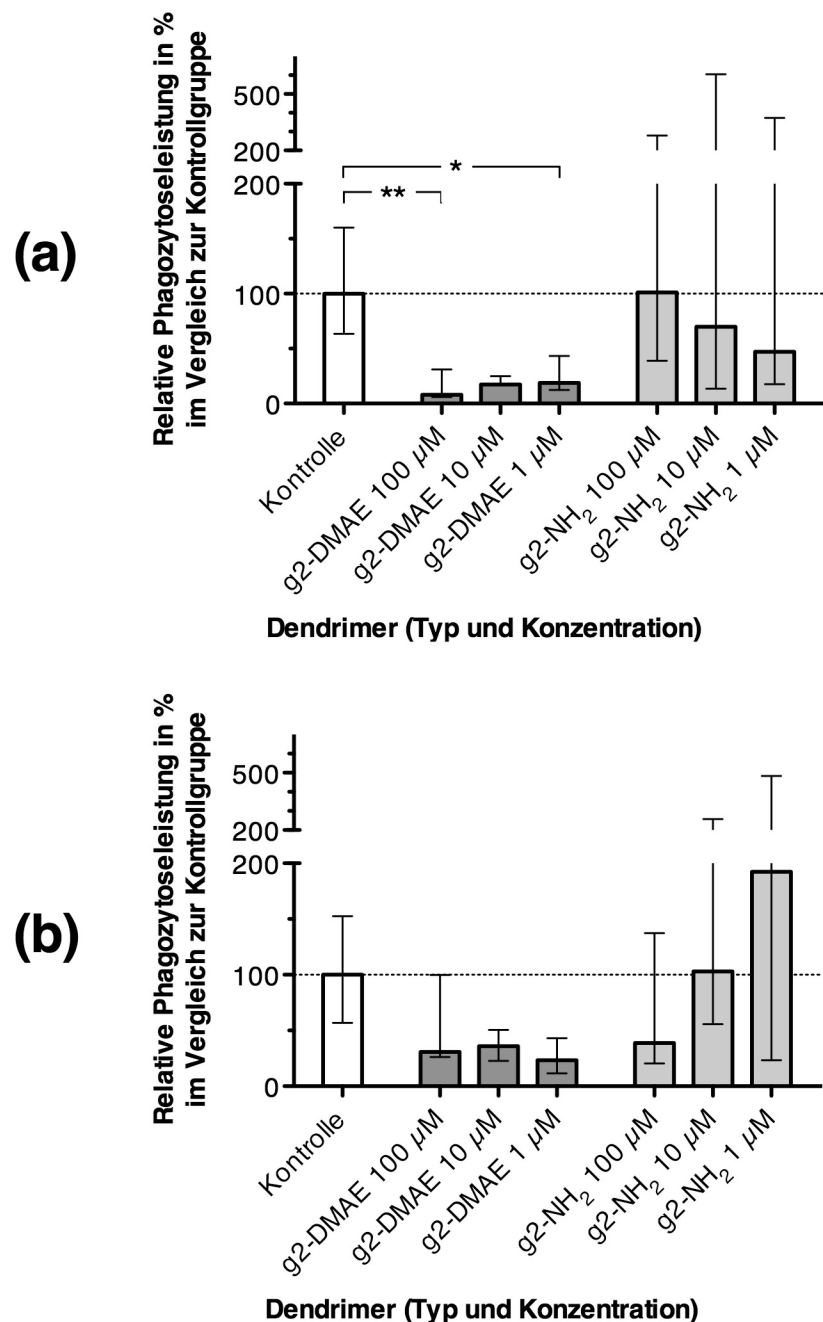 (a)
Relative Phagozytoseleistung in %
im Vergleich zur Kontrollgruppe
500
200
200
100
0
*
**
Kontrolle
g2-DMAE 100 µM
g2-DMAE 10 µM
g2-DMAE 1 µM
g2-NH₂ 100 µM
g2-NH₂ 10 µM
g2-NH₂ 1 µM
Dendrimer (Typ und Konzentration)
(b)
Relative Phagozytoseleistung in %
im Vergleich zur Kontrollgruppe
500
200
200
100
0
Kontrolle
g2-DMAE 100 µM
g2-DMAE 10 µM
g2-DMAE 1 µM
g2-NH₂ 100 µM
g2-NH₂ 10 µM
g2-NH₂ 1 µM
Dendrimer (Typ und Konzentration)